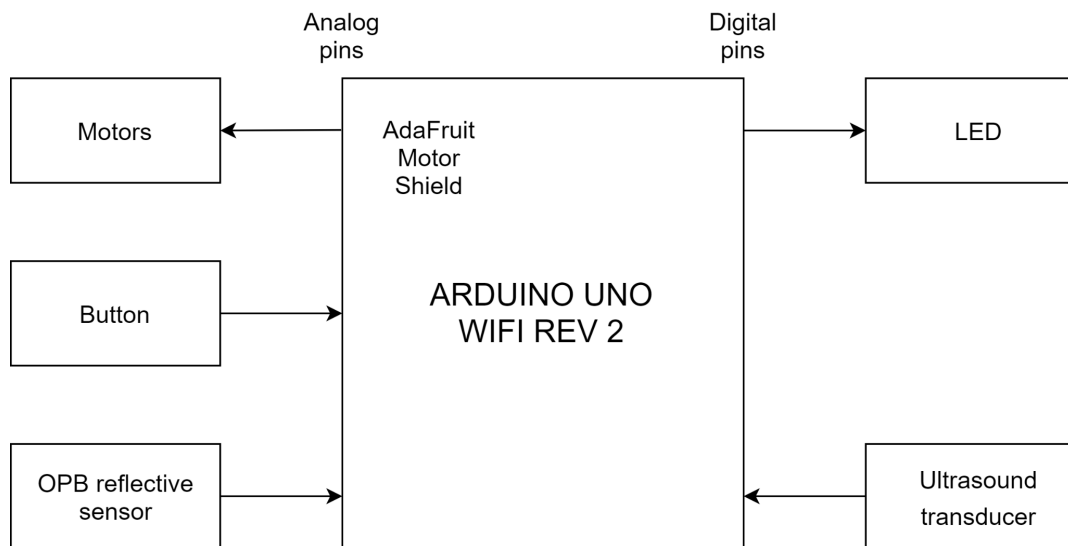 Analog
pins
Digital
pins
Motors
AdaFruit
Motor
Shield
LED
Button
ARDUINO UNO
WIFI REV 2
OPB reflective
sensor
Ultrasound
transducer